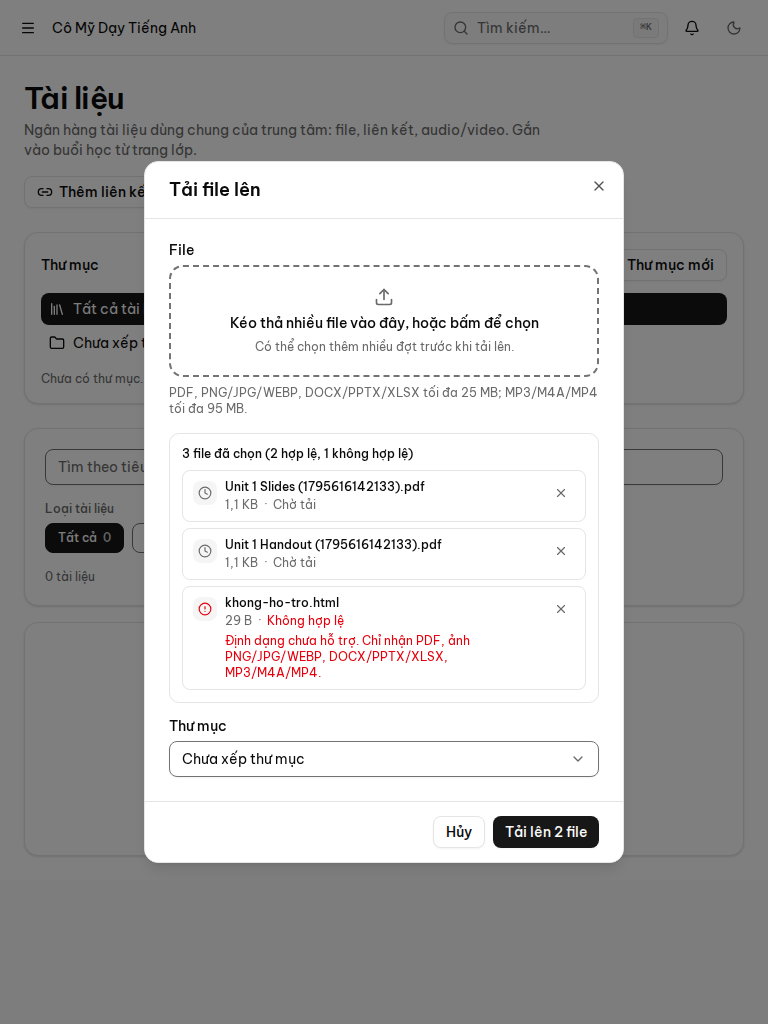 Cô Mỹ Dạy Tiếng Anh
Tìm kiếm...
⌘K
Tài liệu
Ngân hàng tài liệu dùng chung của trung tâm: file, liên kết, audio/video. Gắn
vào buổi học từ trang lớp.
Thêm liên kế
Thư mục
Thư mục mới
Tất cả tài
Chưa xếp t
Chưa có thư mục.
Tìm theo tiêu
Loại tài liệu
Tất cả 0
0 tài liệu
Tải file lên
File
Kéo thả nhiều file vào đây, hoặc bấm để chọn
Có thể chọn thêm nhiều đợt trước khi tải lên.
PDF, PNG/JPG/WEBP, DOCX/PPTX/XLSX tối đa 25 MB; MP3/M4A/MP4
tối đa 95 MB.
3 file đã chọn (2 hợp lệ, 1 không hợp lệ)
Unit 1 Slides (1795616142133).pdf
1,1 KB · Chờ tải
Unit 1 Handout (1795616142133).pdf
1,1 KB · Chờ tải
khong-ho-tro.html
29 B · Không hợp lệ
Định dạng chưa hỗ trợ. Chỉ nhận PDF, ảnh
PNG/JPG/WEBP, DOCX/PPTX/XLSX,
MP3/M4A/MP4.
Thư mục
Chưa xếp thư mục
Hủy
Tải lên 2 file